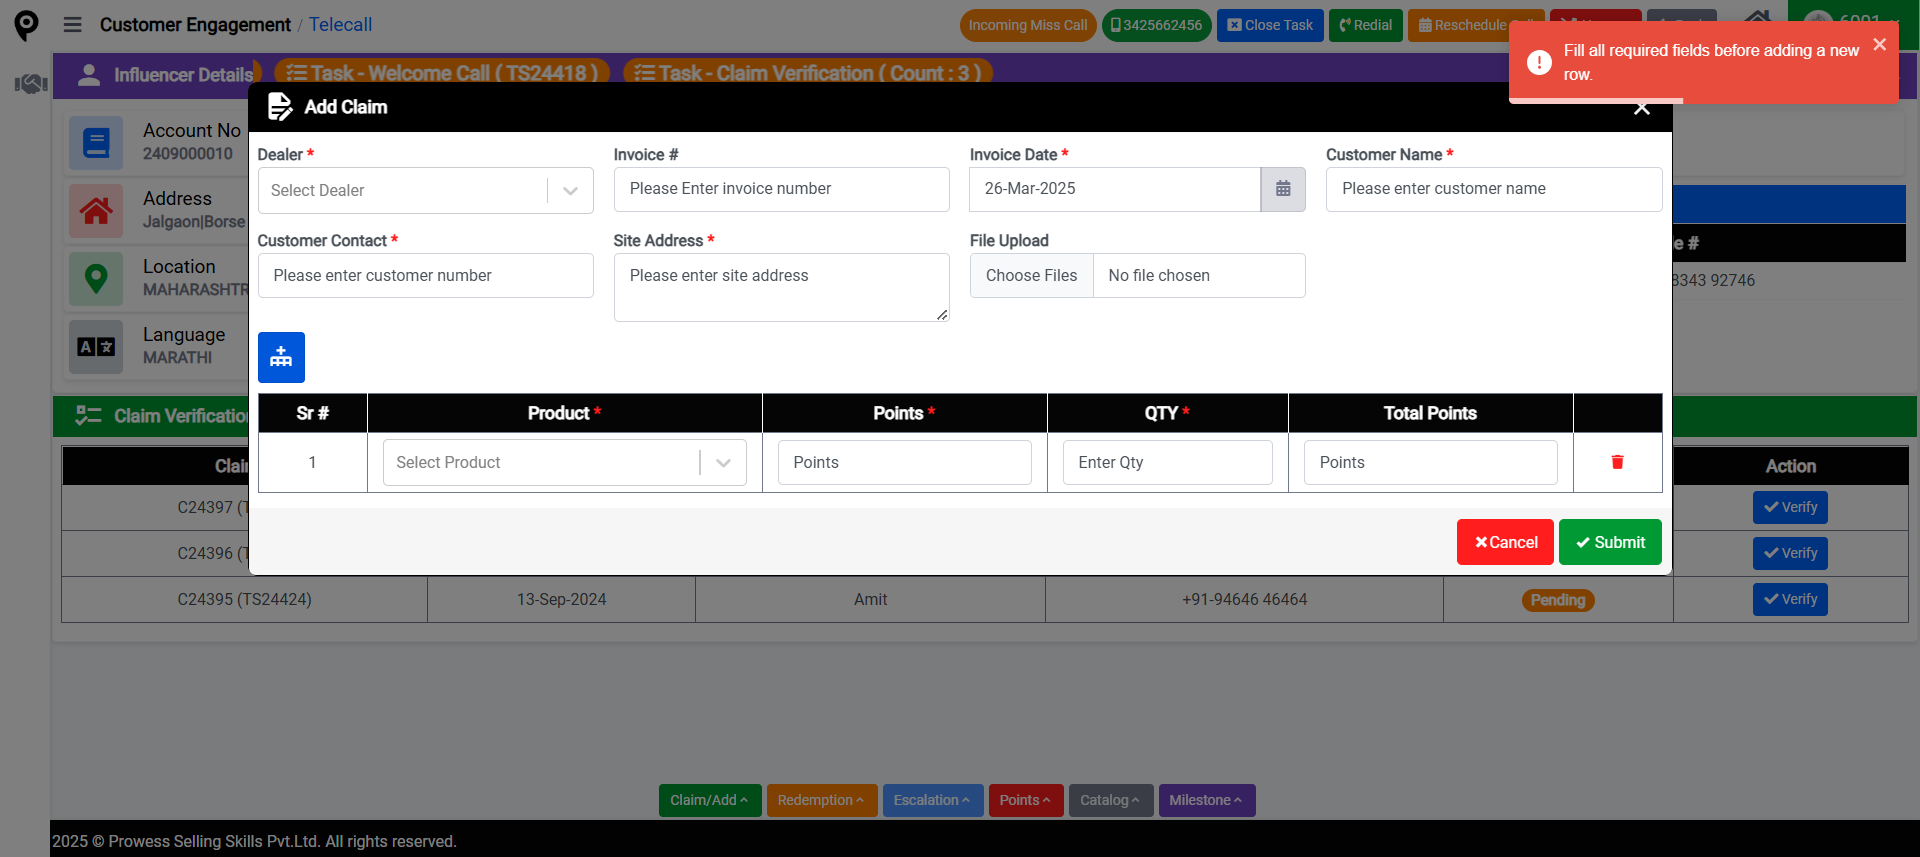 Customer Engagement / Telecall
Incoming Miss Call
3425662456
Close Task
Redial
Reschedule
6001
Fill all required fields before adding a new
row.
Influencer Details
Task - Welcome Call ( TS24418 )
Task - Claim Verification ( Count : 3 )
Account No
2409000010
Address
Jalgaon|Borse
Location
MAHARASHTR
Language
MARATHI
Add Claim
Dealer *
Invoice #
Invoice Date *
Customer Name *
Select Dealer
Please Enter invoice number
26-Mar-2025
Please enter customer name
Customer Contact *
Site Address *
File Upload
Please enter customer number
Please enter site address
Choose Files
No file chosen
e #
8343 92746
Sr #
Product *
Points *
QTY *
Total Points
1
Select Product
Points
Enter Qty
Points
Cancel
Submit
Claim Verificatio
Clai
Action
C24397 (T
Verify
C24396 (T
Verify
C24395 (TS24424)
13-Sep-2024
Amit
+91-94646 46464
Pending
Verify
Claim/Add
Redemption
Escalation
Points
Catalog
Milestone
2025 © Prowess Selling Skills Pvt.Ltd. All rights reserved.